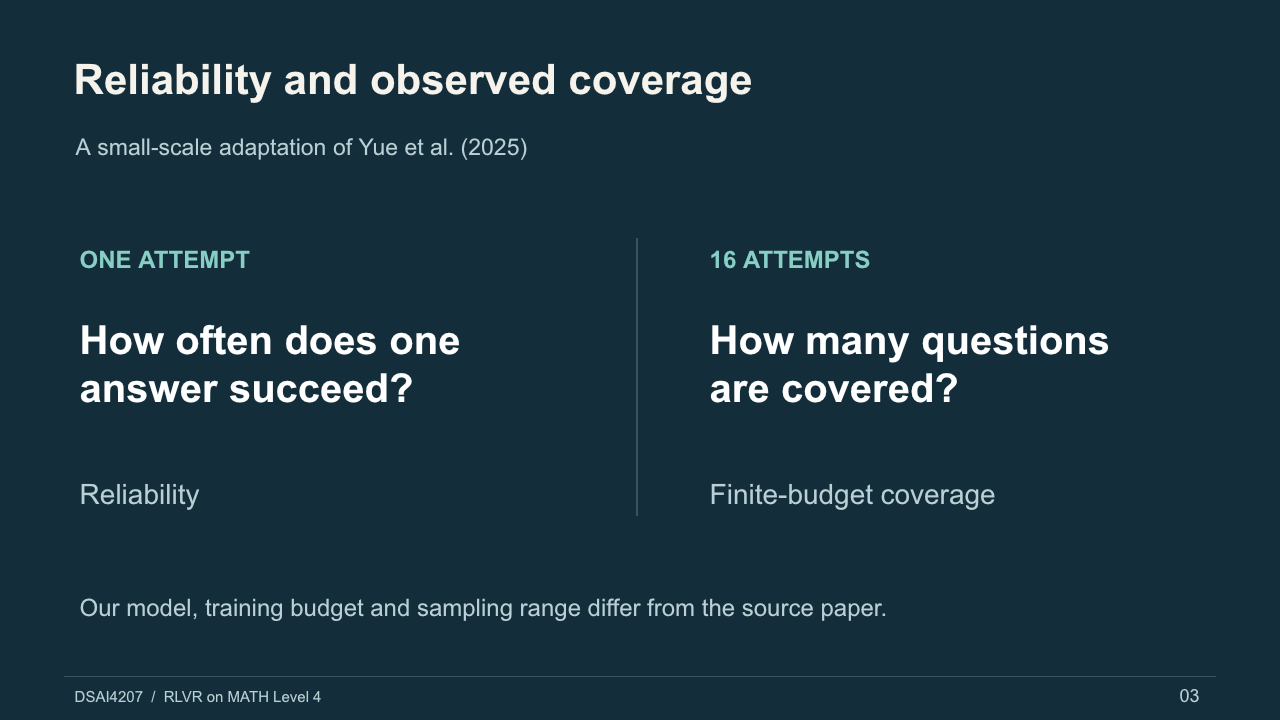 Reliability and observed coverage
A small-scale adaptation of Yue et al. (2025)
ONE ATTEMPT
How often does one
answer succeed?
Reliability
16 ATTEMPTS
How many questions
are covered?
Finite-budget coverage
Our model, training budget and sampling range differ from the source paper.
DSAI4207 / RLVR on MATH Level 4
03